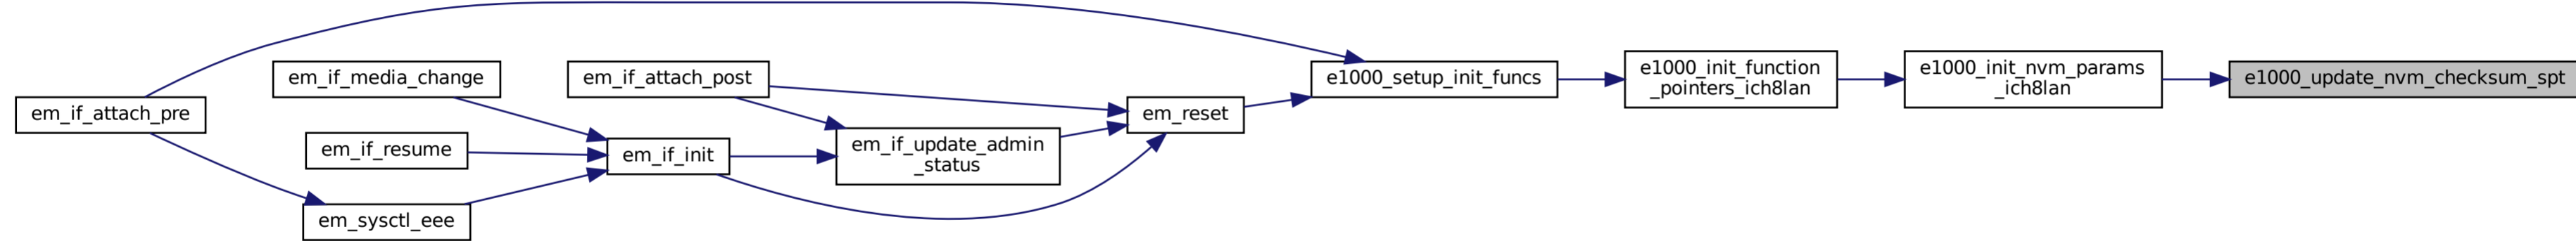 em_if_attach_pre
em_if_media_change
em_if_resume
em_sysctl_eee
em_if_attach_post
em_if_init
em_if_update_admin
_status
em_reset
e1000_setup_init_funcs
e1000_init_function
_pointers_ich8lan
e1000_init_nvm_params
_ich8lan
e1000_update_nvm_checksum_spt